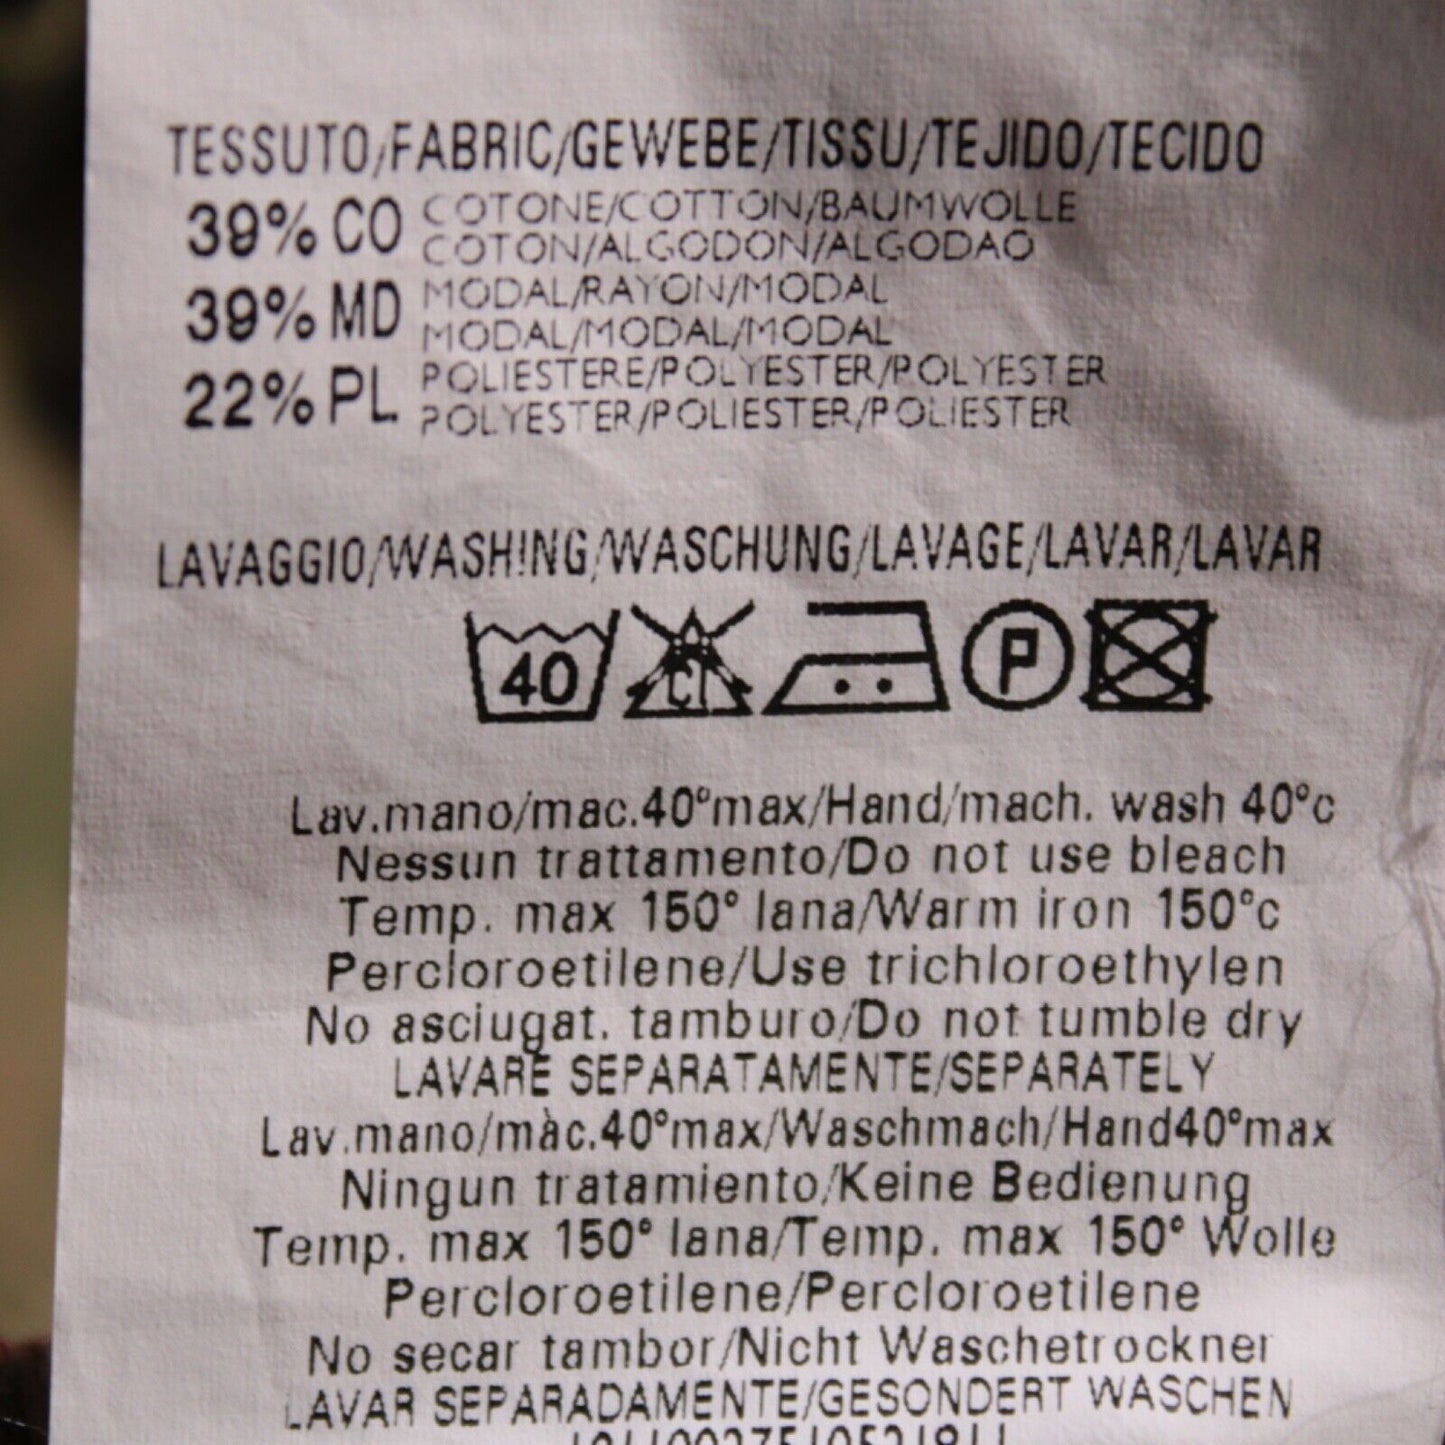 TESSUTO/FABRIC/GEWEBE/TISSU/TEJIDO/TECIDO
39% CO COTONE/COTTON/BAUMWOLLE
COTON/ALGODON/ALGODAO
39% MD MODAL/RAYON/MODAL
MODAL/MODAL/MODAL
22% PL POLIESTERE/POLYESTER/POLYESTER
POLYESTER/POLIESTER/POLIESTER
LAVAGGIO/WASHING/WASCHUNG/LAVAGE/LAVAR/LAVAR
40 Cl P
Lav.mano/mac.40°max/Hand/mach. wash 40°c
Nessun trattamento/Do not use bleach
Temp. max 150° lana/Warm iron 150°c
Percloroetilene/Use trichloroethylen
No asciugat. tamburo/Do not tumble dry
LAVARE SEPARATAMENTE/SEPARATELY
Lav.mano/màc.40°max/Waschmach/Hand40°max
Ningun tratamiento/Keine Bedienung
Temp. max 150° lana/Temp. max 150° Wolle
Percloroetilene/Percloroetilene
No secar tambor/Nicht Waschetrockner
LAVAR SEPARADAMENTE/GESONDERT WASCHEN